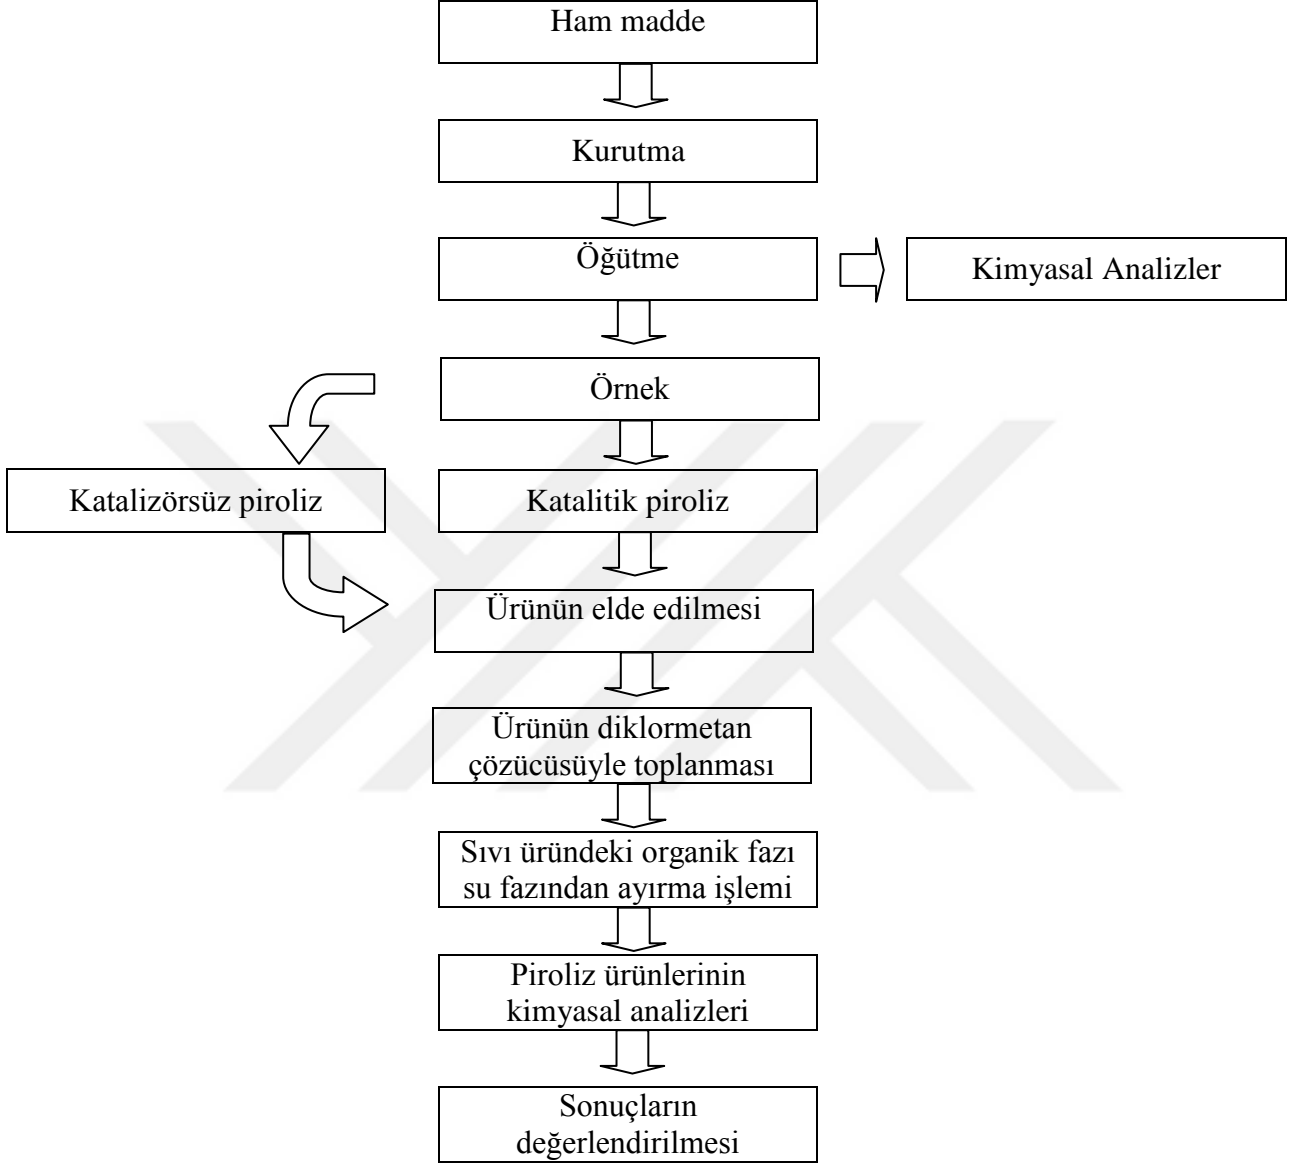 Ham madde
Kurutma
Öğütme
Kimyasal Analizler
Örnek
Katalizörsüz piroliz
Katalitik piroliz
Ürünün elde edilmesi
Ürünün diklormetan
çözücüsüyle toplanması
Sıvı üründeki organik fazı
su fazından ayırma işlemi
Piroliz ürünlerinin
kimyasal analizleri
Sonuçların
değerlendirilmesi